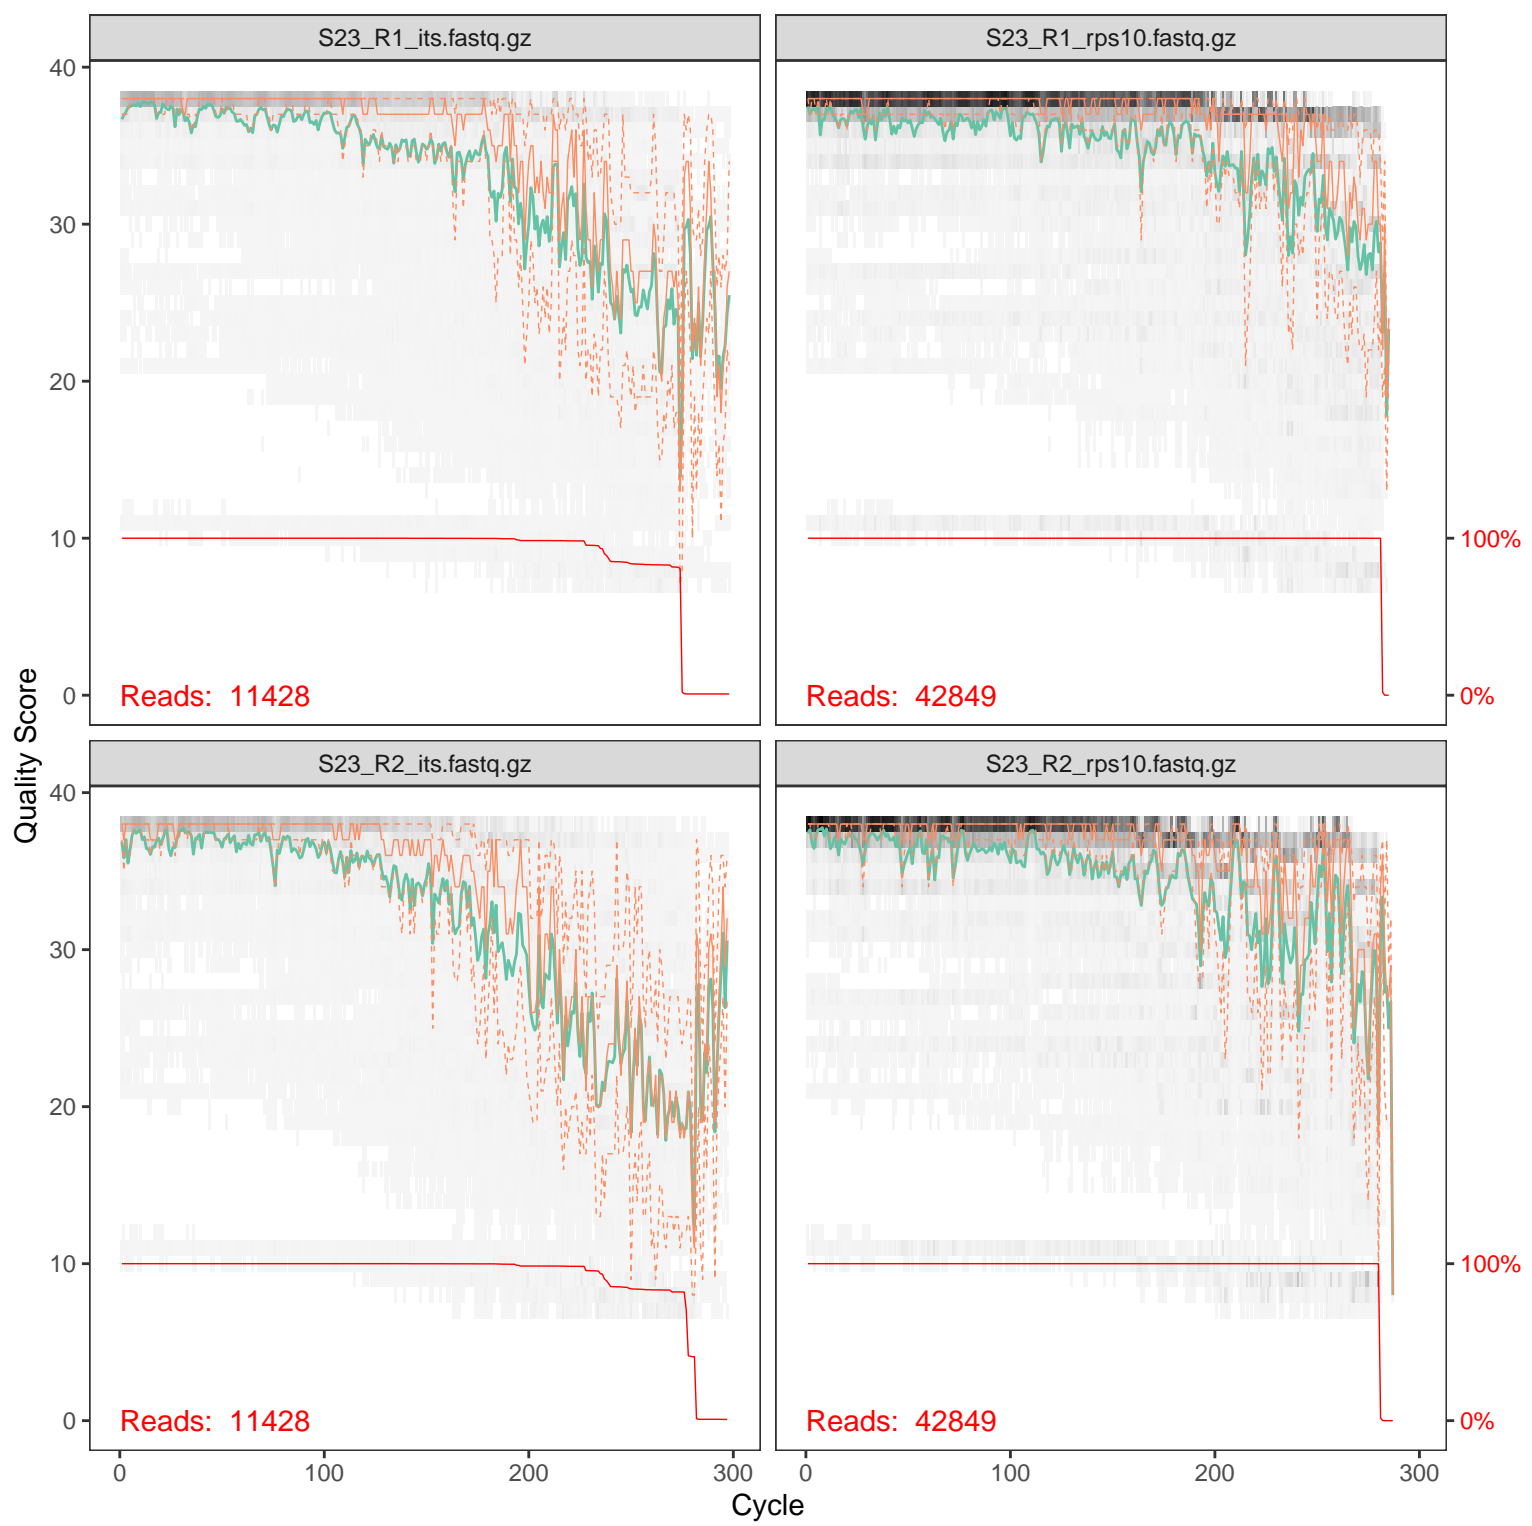 S23_R1_its.fastq.gz
S23_R1_rps10.fastq.gz
40
30
20
10
0
100%
0%
Reads: 11428
Reads: 42849
Quality Score
S23_R2_its.fastq.gz
S23_R2_rps10.fastq.gz
40
30
20
10
0
100%
0%
Reads: 11428
Reads: 42849
0 100 200 300
0 100 200 300
Cycle